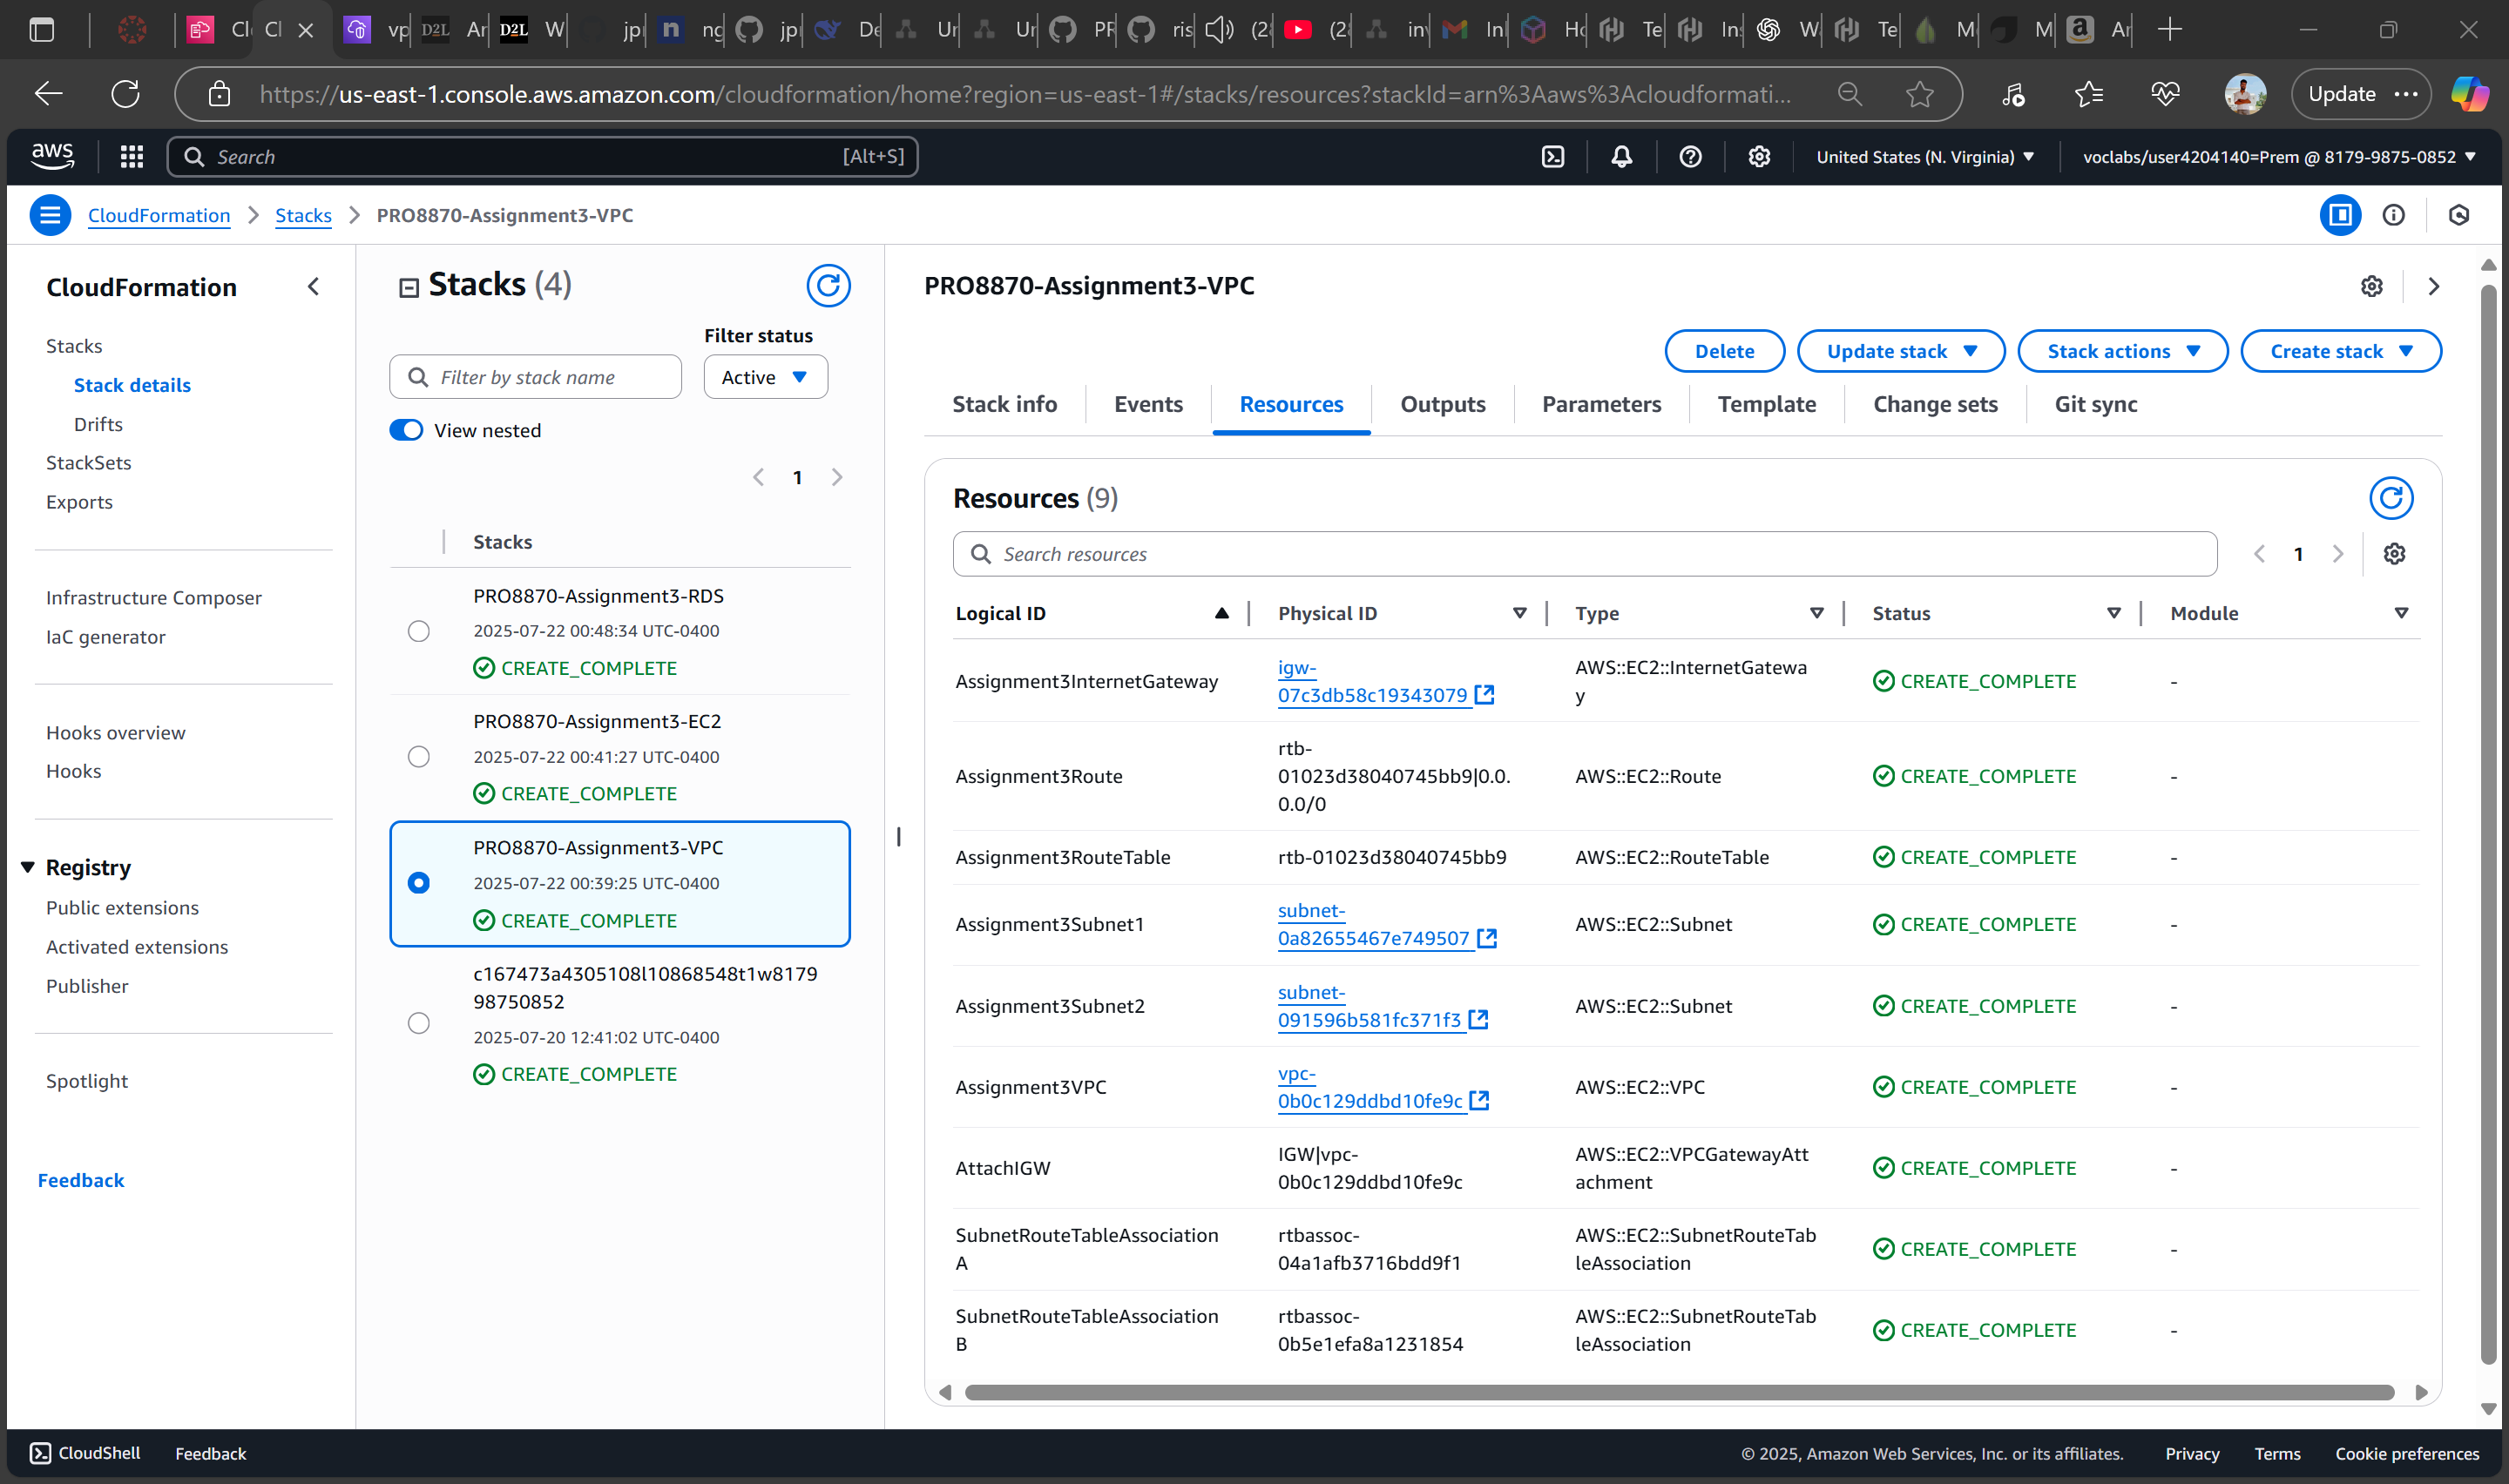 Cl
Cl
vp
D2L
Ar
D2L
W
jp
n
ng
jp
De
Ur
Ur
PR
ris
(2
(2
in
In
Ho
Te
In
W
Te
M
M
a
Ar
https://us-east-1.console.aws.amazon.com/cloudformation/home?region=us-east-1#/stacks/resources?stackId=arn%3Aaws%3Acloudformati...
Update
aws
Search
[Alt+S]
United States (N. Virginia)
voclabs/user4204140=Prem @ 8179-9875-0852
CloudFormation
Stacks
PRO8870-Assignment3-VPC
CloudFormation
Stacks
Stack details
Drifts
StackSets
Exports
Infrastructure Composer
IaC generator
Hooks overview
Hooks
Registry
Public extensions
Activated extensions
Publisher
Spotlight
Feedback
Stacks (4)
Filter status
Filter by stack name
Active
View nested
1
Stacks
PRO8870-Assignment3-RDS
2025-07-22 00:48:34 UTC-0400
CREATE_COMPLETE
PRO8870-Assignment3-EC2
2025-07-22 00:41:27 UTC-0400
CREATE_COMPLETE
PRO8870-Assignment3-VPC
2025-07-22 00:39:25 UTC-0400
CREATE_COMPLETE
c167473a4305108l10868548t1w8179
98750852
2025-07-20 12:41:02 UTC-0400
CREATE_COMPLETE
PRO8870-Assignment3-VPC
Delete
Update stack
Stack actions
Create stack
Stack info
Events
Resources
Outputs
Parameters
Template
Change sets
Git sync
Resources (9)
Search resources
1
Logical ID
Physical ID
Type
Status
Module
Assignment3InternetGateway
igw-
07c3db58c19343079
AWS::EC2::InternetGatewa
y
CREATE_COMPLETE
-
Assignment3Route
rtb-
01023d38040745bb9|0.0.
0.0/0
AWS::EC2::Route
CREATE_COMPLETE
-
Assignment3RouteTable
rtb-01023d38040745bb9
AWS::EC2::RouteTable
CREATE_COMPLETE
-
Assignment3Subnet1
subnet-
0a82655467e749507
AWS::EC2::Subnet
CREATE_COMPLETE
-
Assignment3Subnet2
subnet-
091596b581fc371f3
AWS::EC2::Subnet
CREATE_COMPLETE
-
Assignment3VPC
vpc-
0b0c129ddbd10fe9c
AWS::EC2::VPC
CREATE_COMPLETE
-
AttachIGW
IGW|vpc-
0b0c129ddbd10fe9c
AWS::EC2::VPCGatewayAtt
achment
CREATE_COMPLETE
-
SubnetRouteTableAssociation
A
rtbassoc-
04a1afb3716bdd9f1
AWS::EC2::SubnetRouteTab
leAssociation
CREATE_COMPLETE
-
SubnetRouteTableAssociation
B
rtbassoc-
0b5e1efa8a1231854
AWS::EC2::SubnetRouteTab
leAssociation
CREATE_COMPLETE
-
CloudShell
Feedback
© 2025, Amazon Web Services, Inc. or its affiliates.
Privacy
Terms
Cookie preferences